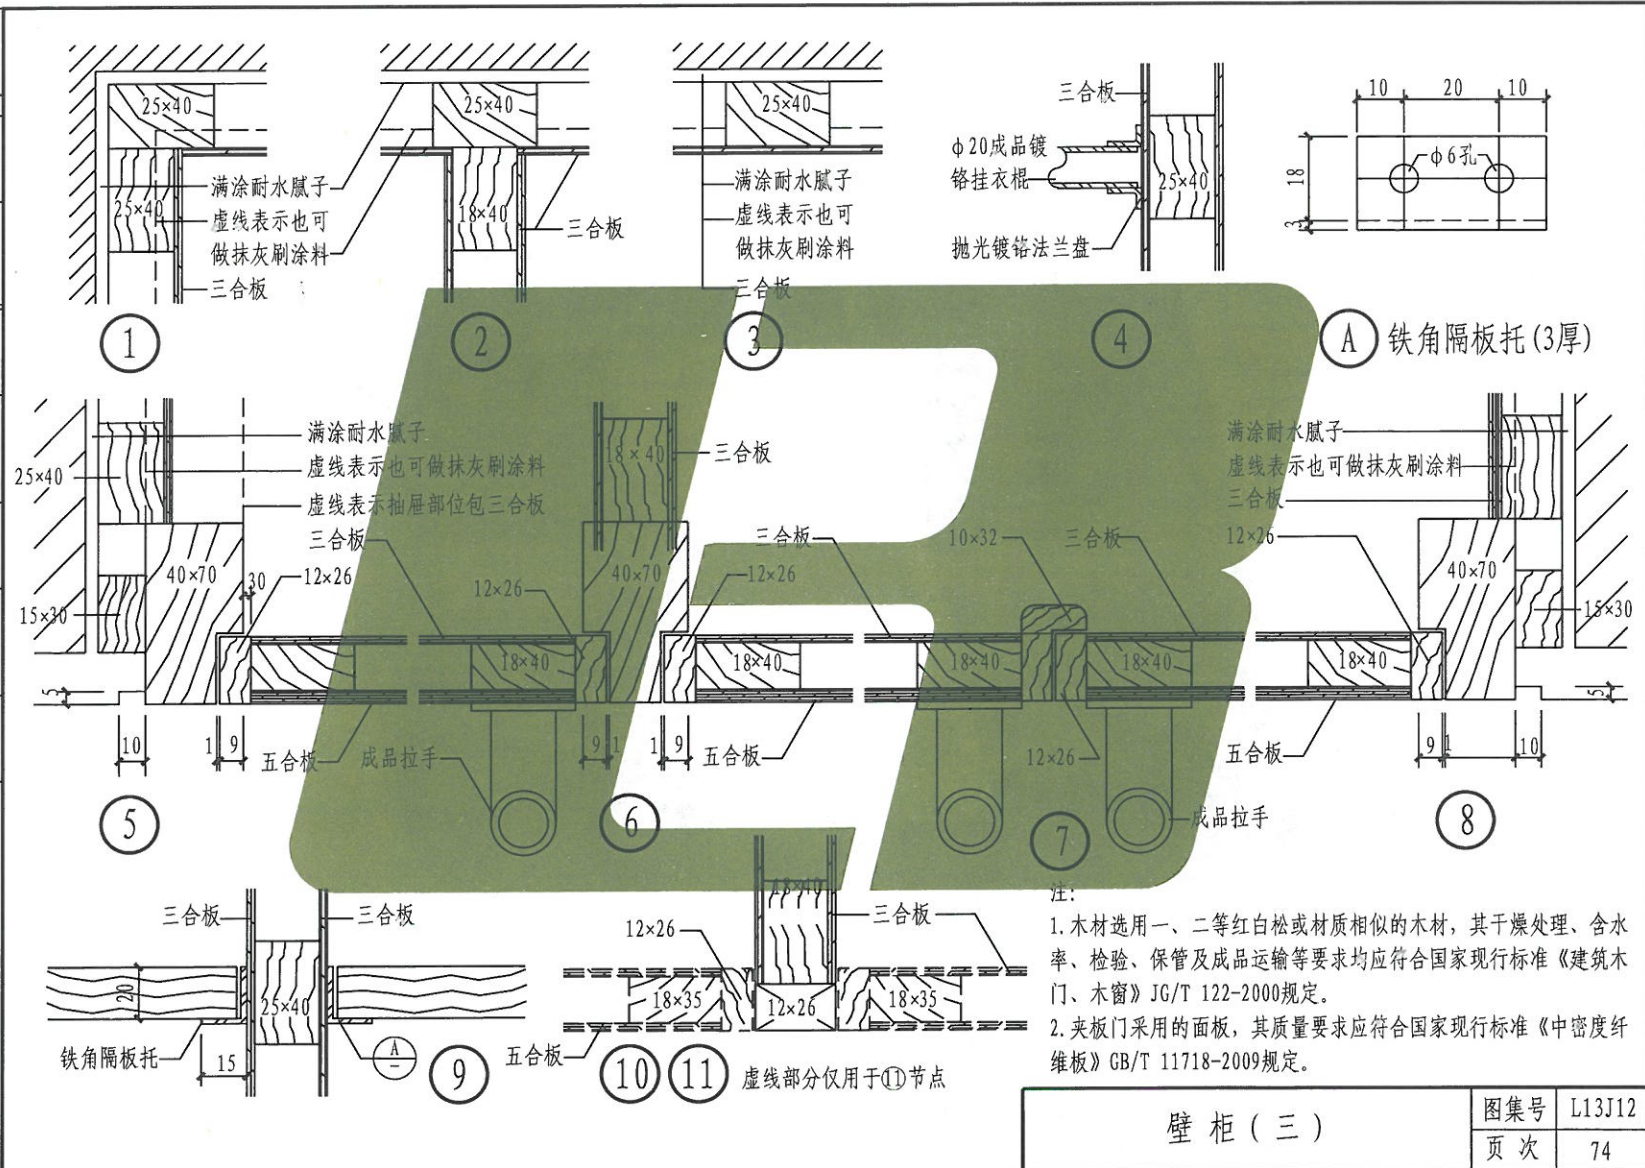 25×40
25×40
满涂耐水腻子
虚线表示也可
做抹灰刷涂料
三合板
①
25×40
18×40
三合板
②
25×40
满涂耐水腻子
虚线表示也可
做抹灰刷涂料
三合板
③
三合板
φ20成品镀
铬挂衣棍
25×40
抛光镀铬法兰盘
④
10 20 10
φ6孔
18
3
Ⓐ 铁角隔板托(3厚)
满涂耐水腻子
25×40
虚线表示也可做抹灰刷涂料
虚线表示抽屉部位包三合板
三合板
40×70
30
12×26
15×30
5
10 1 9
五合板
⑤
18×40
三合板
12×26
40×70
12×26
18×40
9 1 1 9
成品拉手
五合板
⑥
三合板
10×32
三合板
18×40
18×40
18×40
12×26
成品拉手
⑦
满涂耐水腻子
虚线表示也可做抹灰刷涂料
三合板
12×26
40×70
15×30
18×40
5
9 1 10
五合板
⑧
三合板 三合板
20
25×40
铁角隔板托
15
A
–
⑨
18×40
三合板
12×26
18×35
12×26
18×35
五合板
⑩ ⑪ 虚线部分仅用于⑪节点
注:
1.木材选用一、二等红白松或材质相似的木材，其干燥处理、含水
率、检验、保管及成品运输等要求均应符合国家现行标准《建筑木
门、木窗》JG/T 122-2000规定。
2.夹板门采用的面板，其质量要求应符合国家现行标准《中密度纤
维板》GB/T 11718-2009规定。
壁柜(三)
图集号 L13J12
页次 74